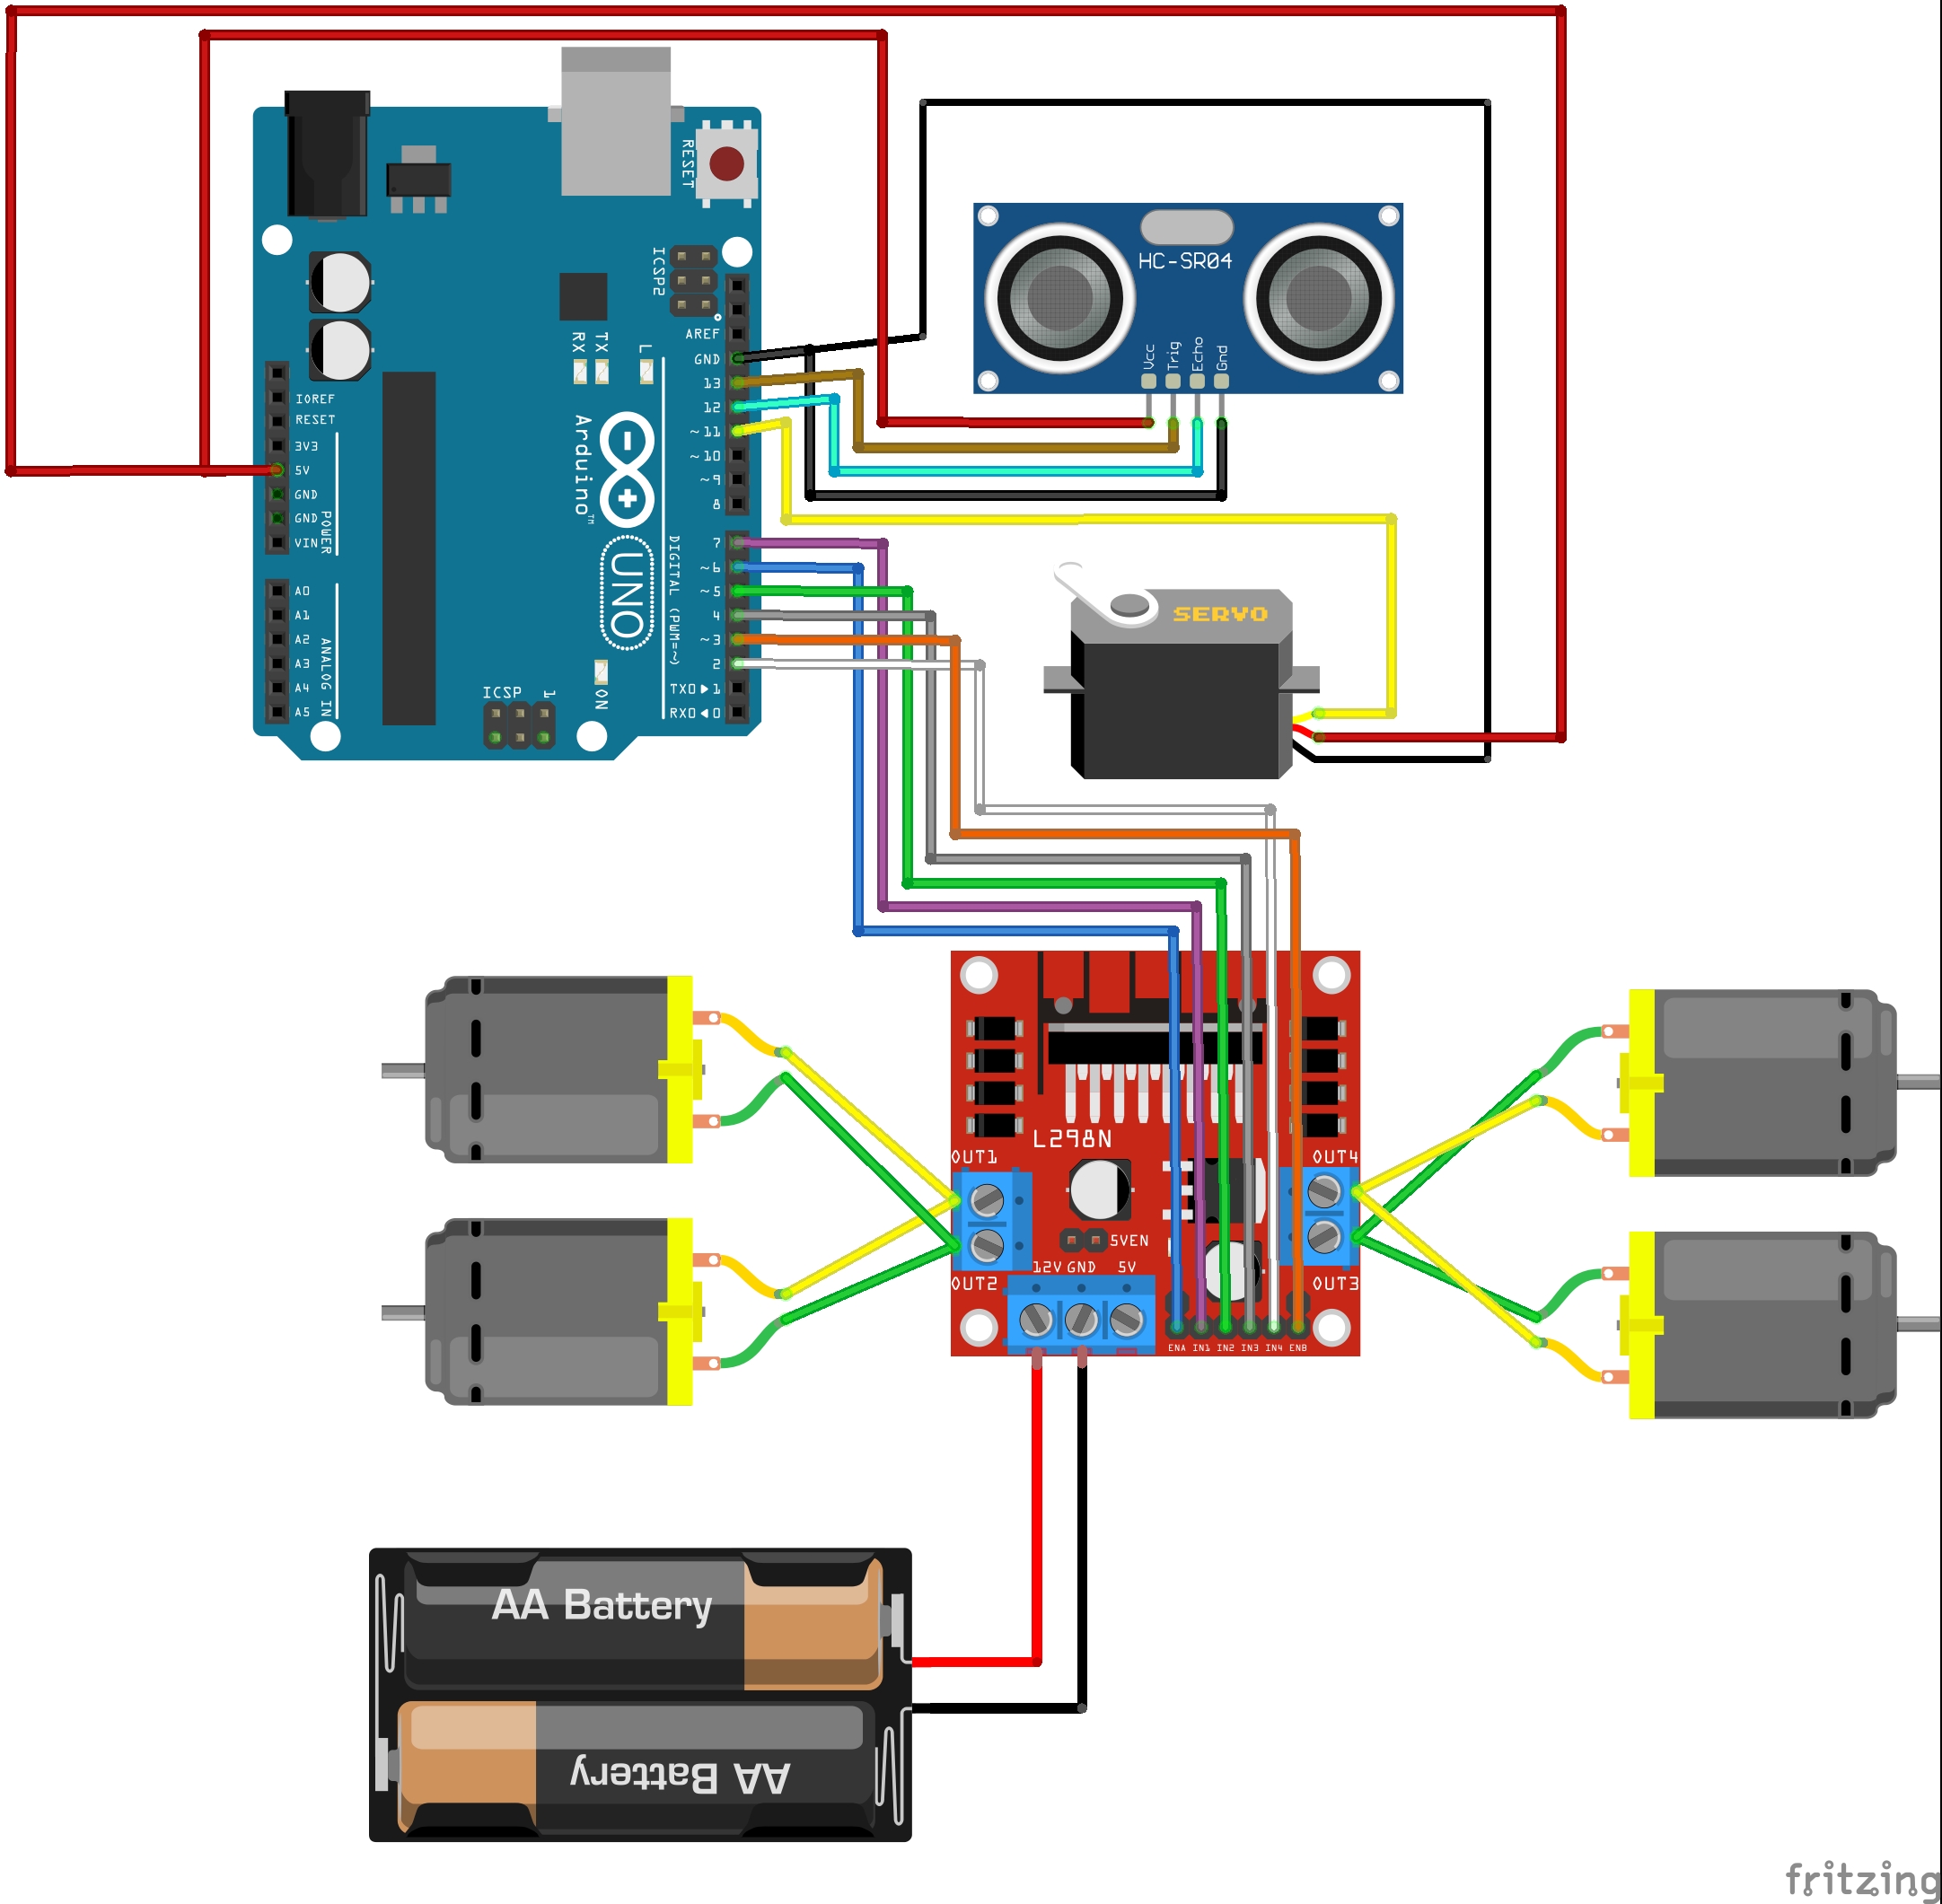 RESET
ICSP2
AREF
GND
13
12
~11
~10
~9
8
7
~6
~5
4
~3
2
TX0▶1
RX0◀0
RX
TX
L
IOREF
RESET
3V3
5V
GND
GND
VIN
POWER
A0
A1
A2
A3
A4
A5
ANALOG IN
Arduino™
UNO
DIGITAL (PWM=~)
ICSP
1
ON
HC-SR04
Vcc
Trig
Echo
Gnd
SERVO
L298N
OUT1
OUT4
5VEN
12V GND 5V
OUT2
OUT3
ENA IN1 IN2 IN3 IN4 ENB
AA Battery
AA Battery
fritzing